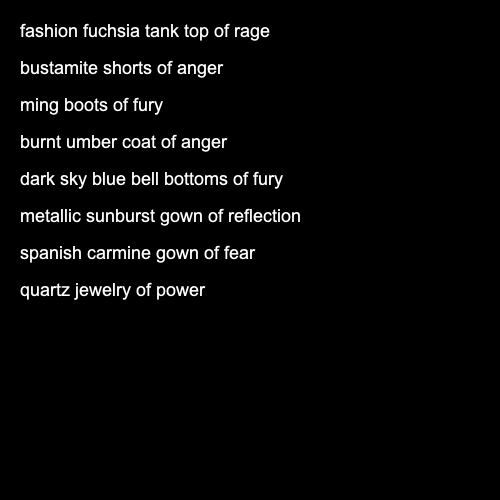 fashion fuchsia tank top of rage
bustamite shorts of anger
ming boots of fury
burnt umber coat of anger
dark sky blue bell bottoms of fury
metallic sunburst gown of reflection
spanish carmine gown of fear
quartz jewelry of power